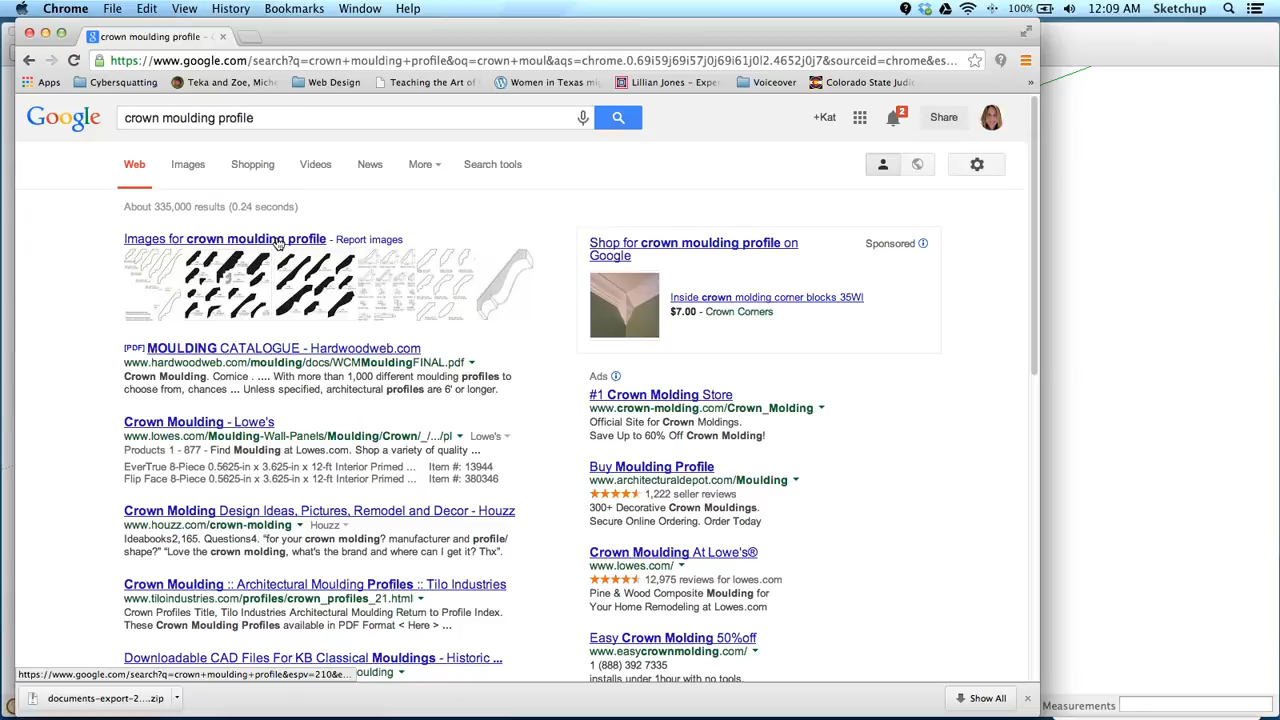 Chrome File Edit View History Bookmarks Window Help 100% 12:09 AM Sketchup
crown moulding profile -
https://www.google.com/search?q=crown+moulding+profile&oq=crown+moul&aqs=chrome.0.69i59j69i57j0j69i61j0l2.4652j0j7&sourceid=chrome&es...
Apps Cybersquatting Teka and Zoe, Miche Web Design Teaching the Art of Women in Texas mi Lillian Jones - Expe Voiceover Colorado State Judic »
Google crown moulding profile +Kat 2 Share
Web Images Shopping Videos News More Search tools
About 335,000 results (0.24 seconds)
Images for crown moulding profile - Report images
[PDF] MOULDING CATALOGUE - Hardwoodweb.com
www.hardwoodweb.com/moulding/docs/WCMMouldingFINAL.pdf
Crown Moulding. Cornice . .... With more than 1,000 different moulding profiles to
choose from, chances ... Unless specified, architectural profiles are 6' or longer.
Crown Moulding - Lowe's
www.lowes.com/Moulding-Wall-Panels/Moulding/Crown/_/.../pl Lowe's
Products 1 - 877 - Find Moulding at Lowes.com. Shop a variety of quality ...
EverTrue 8-Piece 0.5625-in x 3.625-in x 12-ft Interior Primed ... Item #: 13944
Flip Face 8-Piece 0.5625-in x 3.625-in x 12-ft Interior Primed ... Item #: 380346
Crown Molding Design Ideas, Pictures, Remodel and Decor - Houzz
www.houzz.com/crown-molding Houzz
Ideabooks2,165. Questions4. "for your crown molding? manufacturer and profile/
shape?" "Love the crown molding, what's the brand and where can I get it? Thx".
Crown Moulding :: Architectural Moulding Profiles :: Tilo Industries
www.tiloindustries.com/profiles/crown_profiles_21.html
Crown Profiles Title, Tilo Industries Architectural Moulding Return to Profile Index.
These Crown Moulding Profiles available in PDF Format < Here > ...
Downloadable CAD Files For KB Classical Mouldings - Historic ...
oulding
Shop for crown moulding profile on
Google
Sponsored
Inside crown molding corner blocks 35WI
$7.00 - Crown Corners
Ads
#1 Crown Molding Store
www.crown-molding.com/Crown_Molding
Official Site for Crown Moldings.
Save Up to 60% Off Crown Molding!
Buy Moulding Profile
www.architecturaldepot.com/Moulding
1,222 seller reviews
300+ Decorative Crown Mouldings.
Secure Online Ordering. Order Today
Crown Moulding At Lowe's®
www.lowes.com/
12,975 reviews for lowes.com
Pine & Wood Composite Moulding for
Your Home Remodeling at Lowes.com
Easy Crown Molding 50%off
www.easycrownmolding.com/
1 (888) 392 7335
installs under 1hour with no tools.
https://www.google.com/search?q=crown+moulding+profile&espv=210&e...
documents-export-2....zip Show All
Measurements